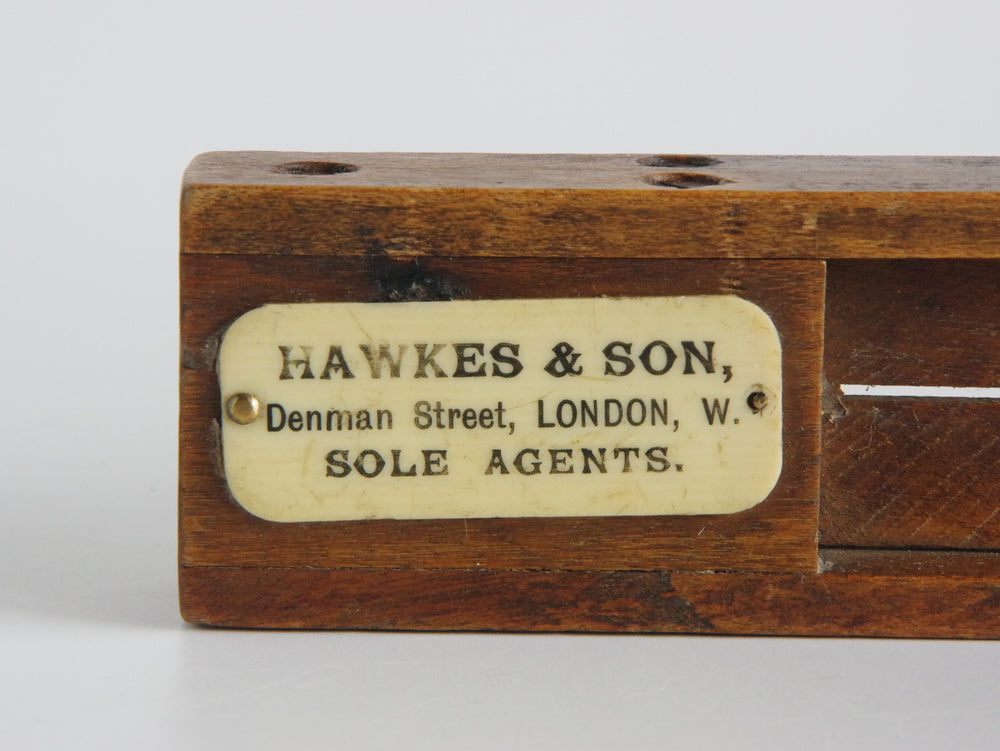 HAWKES & SON,
Denman Street, LONDON, W.
SOLE AGENTS.